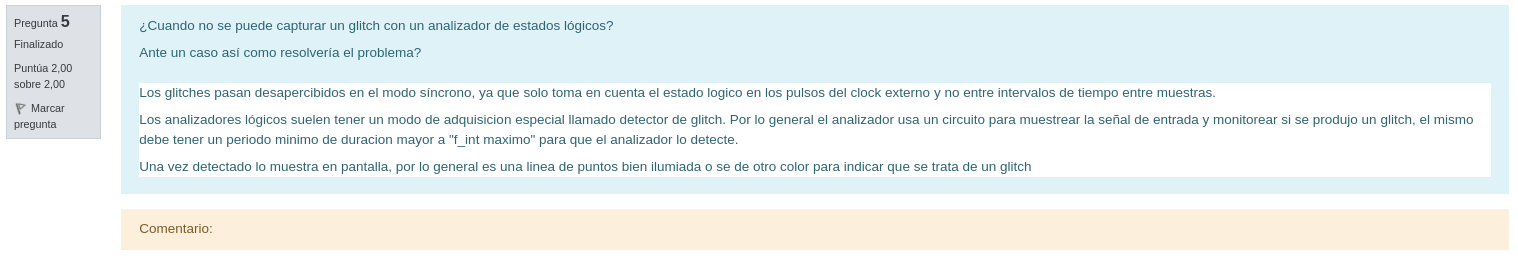 Pregunta 5
Finalizado
Puntúa 2,00
sobre 2,00
Marcar
pregunta
¿Cuando no se puede capturar un glitch con un analizador de estados lógicos?
Ante un caso así como resolvería el problema?
Los glitches pasan desapercibidos en el modo síncrono, ya que solo toma en cuenta el estado logico en los pulsos del clock externo y no entre intervalos de tiempo entre muestras.
Los analizadores lógicos suelen tener un modo de adquisicion especial llamado detector de glitch. Por lo general el analizador usa un circuito para muestrear la señal de entrada y monitorear si se produjo un glitch, el mismo
debe tener un periodo minimo de duracion mayor a "f_int maximo" para que el analizador lo detecte.
Una vez detectado lo muestra en pantalla, por lo general es una linea de puntos bien ilumiada o se de otro color para indicar que se trata de un glitch
Comentario: